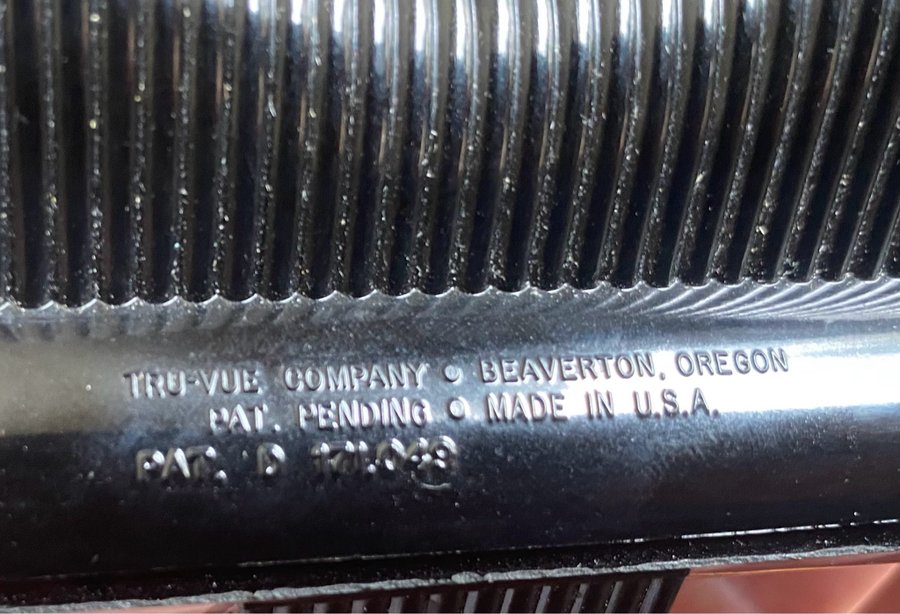 TRU-VUE COMPANY • BEAVERTON, OREGON
PAT. PENDING • MADE IN U.S.A.
PAT. D